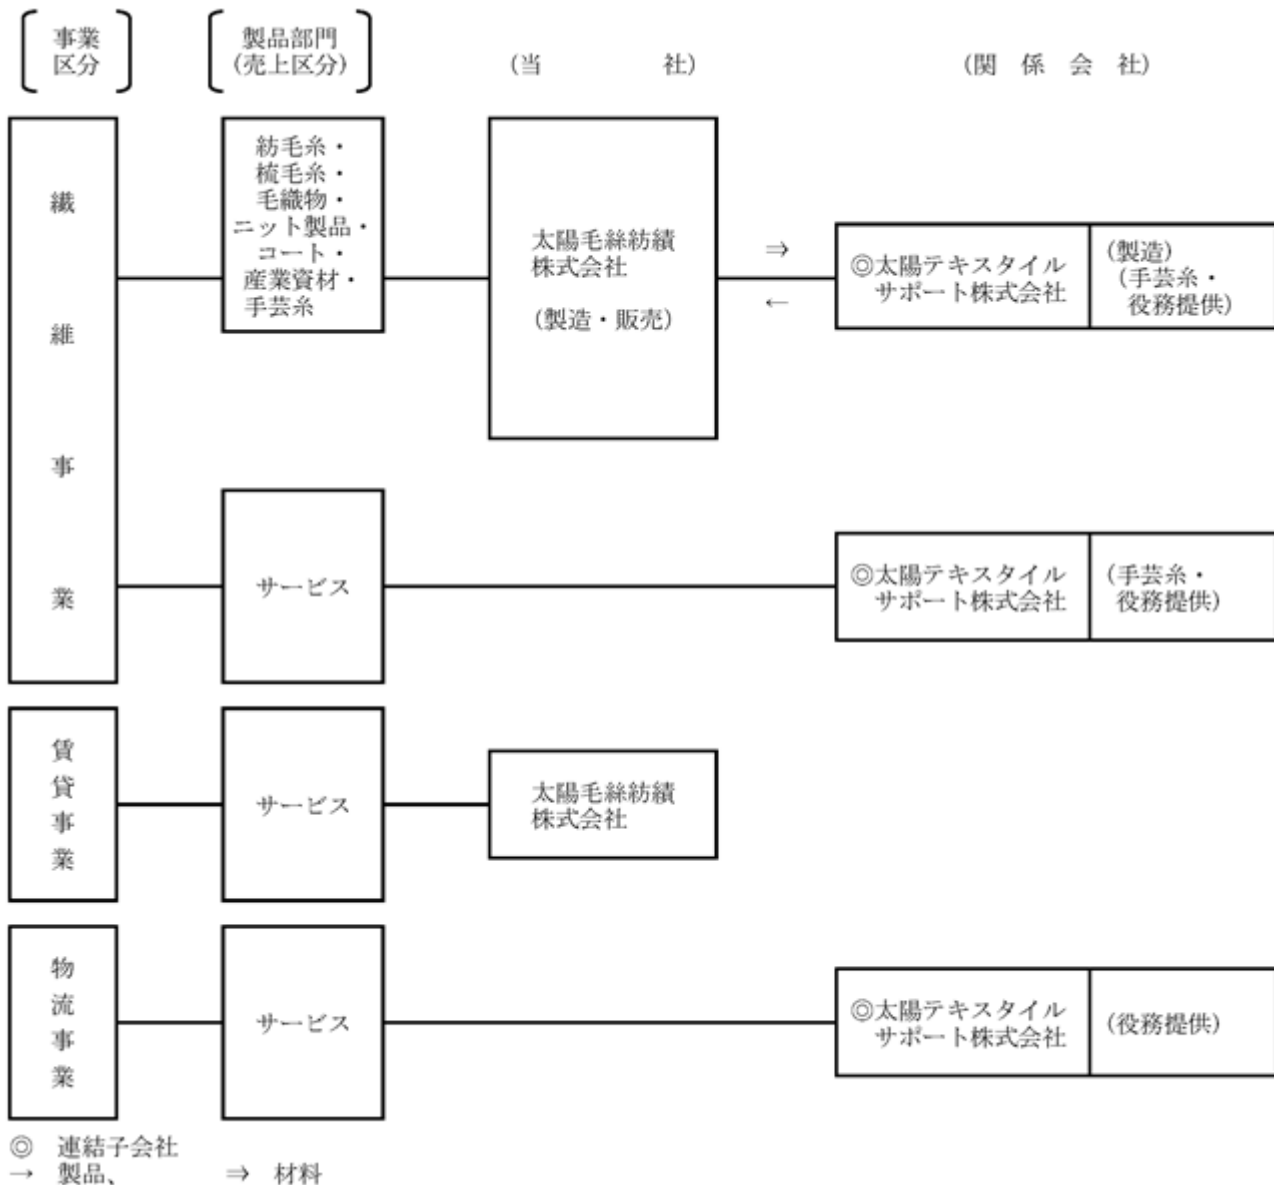 事業
区分
製品部門
(売上区分)
(当　社)
(関 係 会 社)
繊維事業
紡毛糸・
梳毛糸・
毛織物・
ニット製品・
コート・
産業資材・
手芸糸
太陽毛絲紡績
株式会社
(製造・販売)
⇒
←
◎太陽テキスタイル
サポート株式会社
(製造)
(手芸糸・
役務提供)
サービス
◎太陽テキスタイル
サポート株式会社
(手芸糸・
役務提供)
賃貸事業
サービス
太陽毛絲紡績
株式会社
物流事業
サービス
◎太陽テキスタイル
サポート株式会社
(役務提供)
◎　連結子会社
→　製品、　⇒　材料